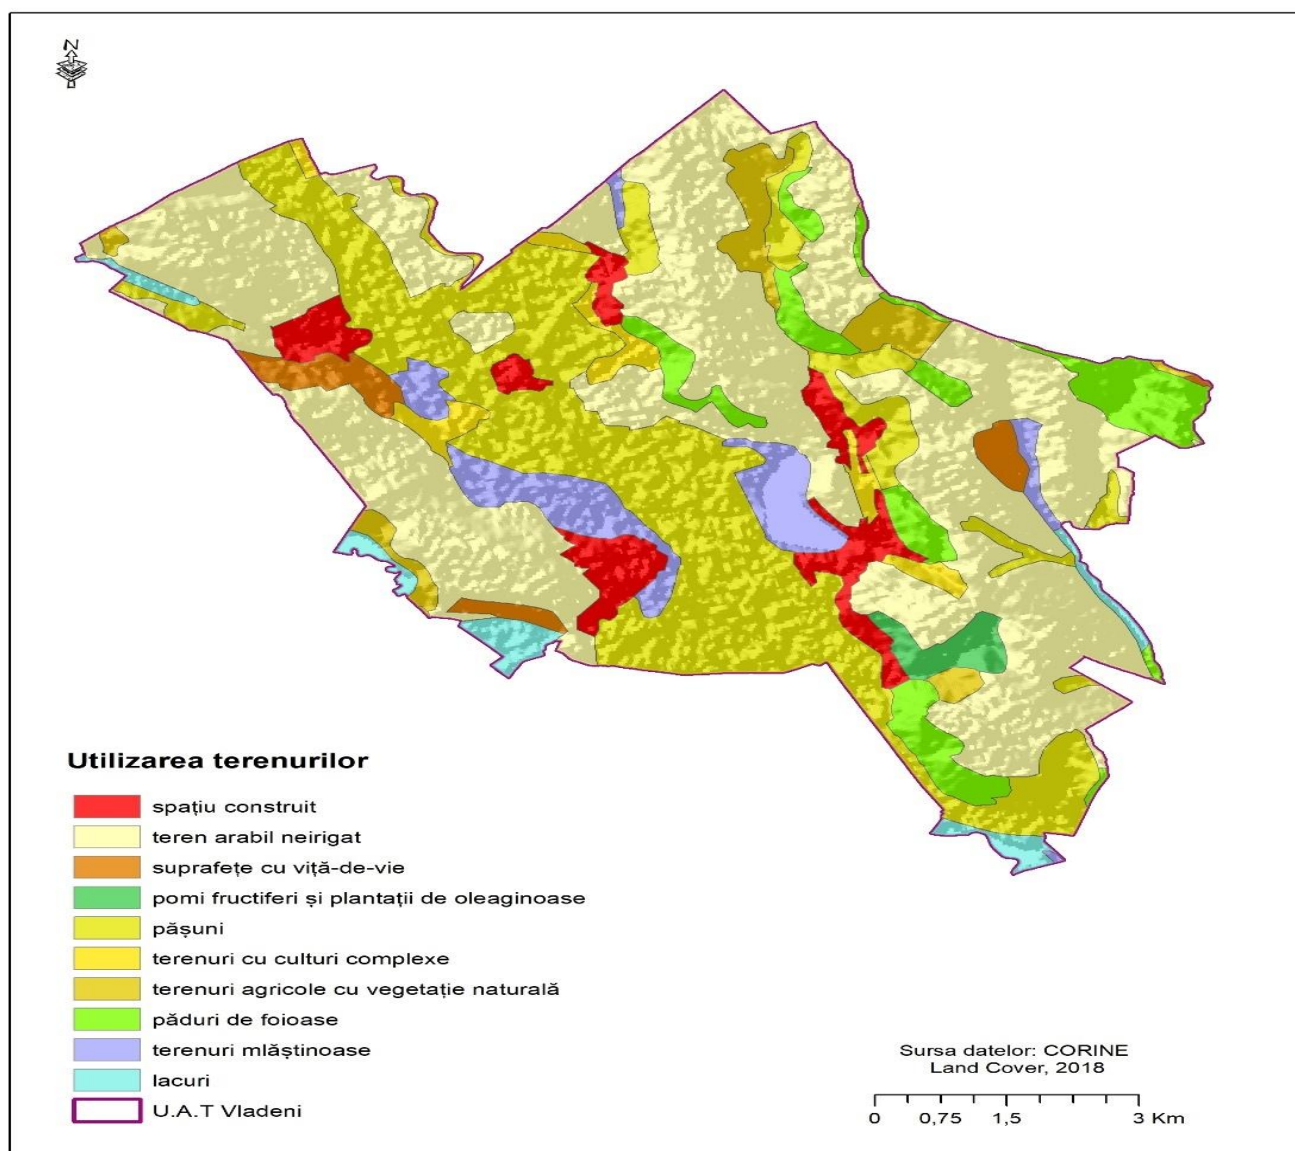 N
Utilizarea terenurilor
spațiu construit
teren arabil neirigat
suprafețe cu viță-de-vie
pomi fructiferi și plantații de oleaginoase
pășuni
terenuri cu culturi complexe
terenuri agricole cu vegetație naturală
păduri de foioase
terenuri mlăștinoase
lacuri
U.A.T Vladeni
Sursa datelor: CORINE
Land Cover, 2018
0 0,75 1,5 3 Km